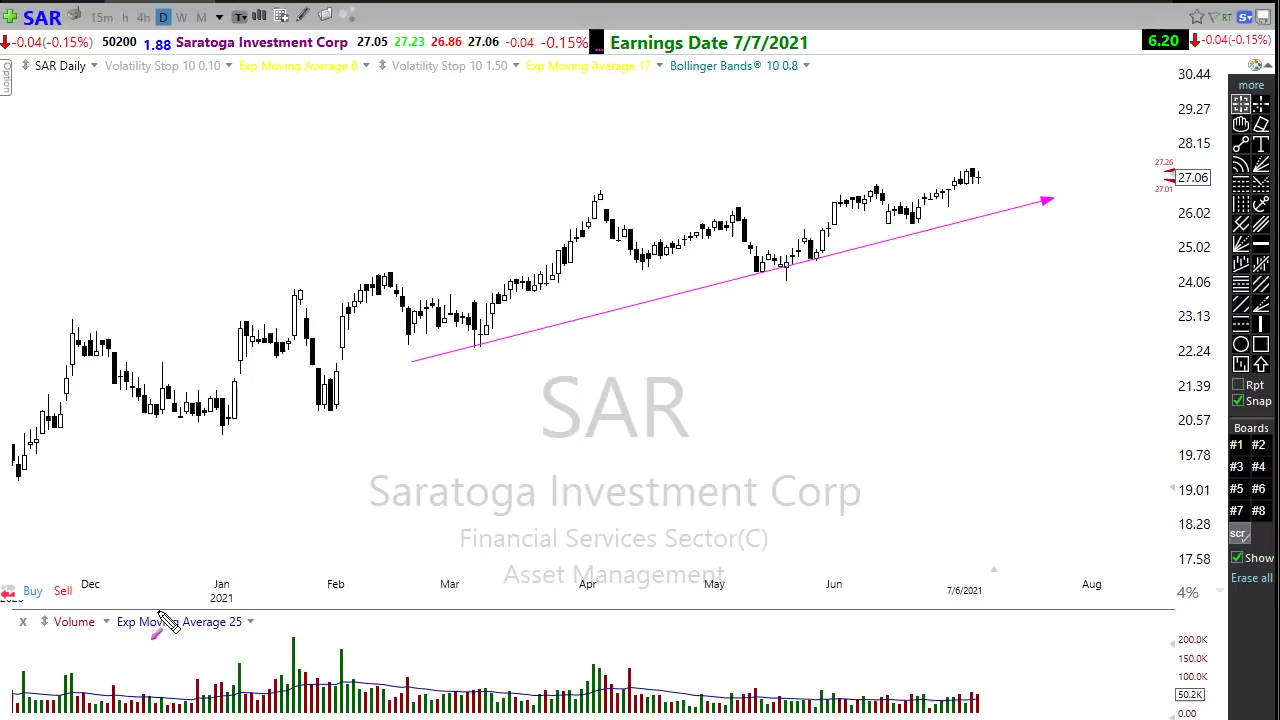 SAR 15m h 4h D W M T RT S
-0.04(-0.15%) 50200 1.88 Saratoga Investment Corp 27.05 27.23 26.86 27.06 -0.04 -0.15% Earnings Date 7/7/2021 6.20 -0.04(-0.15%)
Option
SAR Daily Volatility Stop 10 0.10 Exp Moving Average 8 Volatility Stop 10 1.50 Exp Moving Average 17 Bollinger Bands® 10 0.8
30.44
29.27
28.15
27.26
27.06
27.01
26.02
25.02
24.06
23.13
22.24
21.39
20.57
19.78
19.01
18.28
17.58
SAR
Saratoga Investment Corp
Financial Services Sector(C)
Asset Management
Dec Jan Feb Mar Apr May Jun 7/6/2021 Aug
2021
4%
Buy Sell
X Volume Exp Moving Average 25
200.0K
150.0K
100.0K
50.2K
0.00
more
T
Rpt
Snap
Boards
#1 #2
#3 #4
#5 #6
#7 #8
scr
Show
Erase all